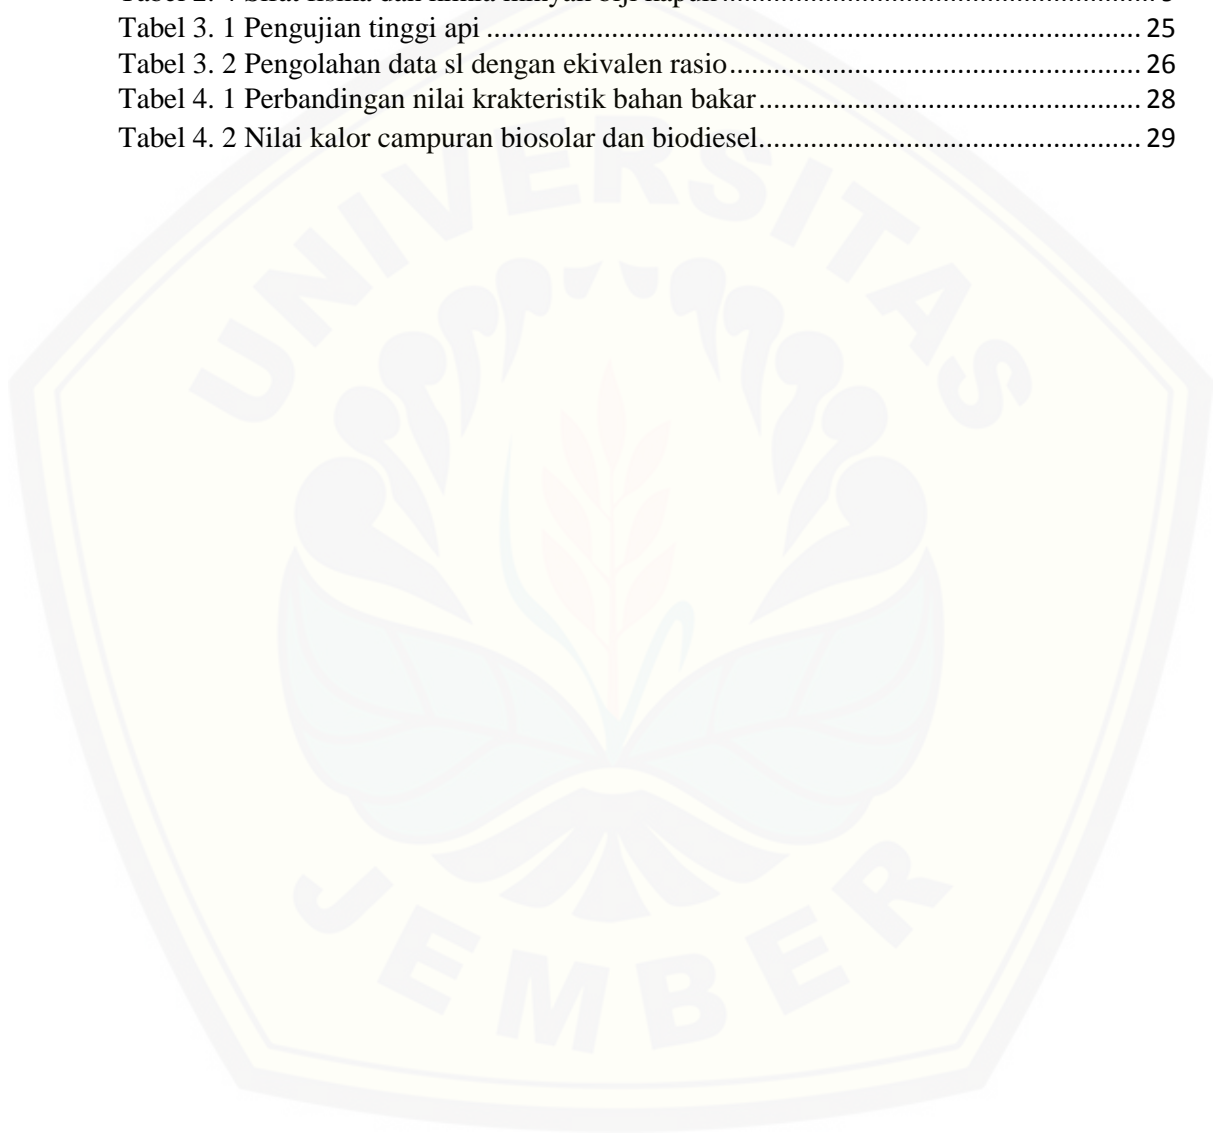 Tabel 3. 1 Pengujian tinggi api ........ 25
Tabel 3. 2 Pengolahan data sl dengan ekivalen rasio ........ 26
Tabel 4. 1 Perbandingan nilai krakteristik bahan bakar ........ 28
Tabel 4. 2 Nilai kalor campuran biosolar dan biodiesel ........ 29
UNIVERSITAS
JEMBER